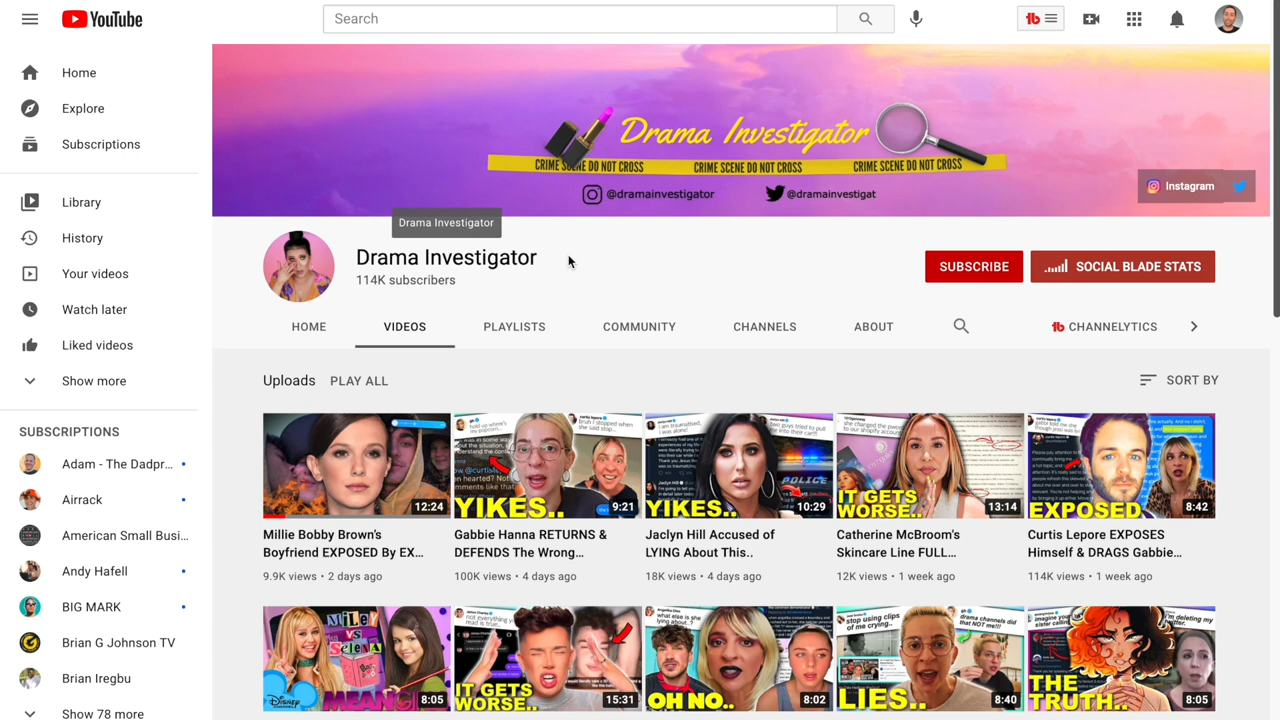 YouTube
Search
Home
Explore
Subscriptions
Library
History
Your videos
Watch later
Liked videos
Show more
SUBSCRIPTIONS
Adam - The Dadpr...
Airrack
American Small Busi...
Andy Hafell
BIG MARK
Brian G Johnson TV
Brian Iregbu
Show 78 more
Drama Investigator
CRIME SCENE DO NOT CROSS CRIME SCENE DO NOT CROSS CRIME SCENE DO NOT CROSS
@dramainvestigator @dramainvestigat
Instagram
Drama Investigator
Drama Investigator
114K subscribers
SUBSCRIBE
SOCIAL BLADE STATS
HOME VIDEOS PLAYLISTS COMMUNITY CHANNELS ABOUT CHANNELYTICS
Uploads PLAY ALL SORT BY
12:24
YIKES..
9:21
YIKES..
POLICE
10:29
IT GETS
WORSE..
13:14
EXPOSED
8:42
Millie Bobby Brown's
Boyfriend EXPOSED By EX...
9.9K views • 2 days ago
Gabbie Hanna RETURNS &
DEFENDS The Wrong...
100K views • 4 days ago
Jaclyn Hill Accused of
LYING About This..
18K views • 4 days ago
Catherine McBroom's
Skincare Line FULL...
12K views • 1 week ago
Curtis Lepore EXPOSES
Himself & DRAGS Gabbie...
114K views • 1 week ago
Disney
8:05
IT GETS
WORSE..
15:31
OH NO..
8:02
stop using clips
of me crying..
LIES..
8:40
THE
TRUTH..
8:05